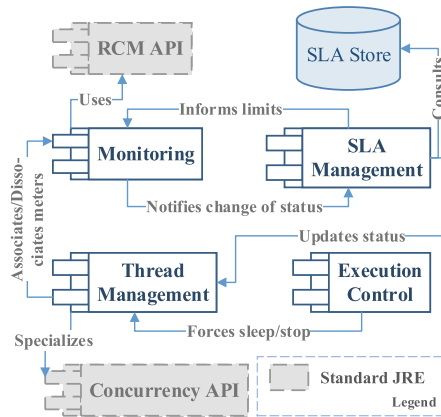 RCM API
SLA Store
Uses
Consults
Informs limits
Monitoring
SLA
Management
Associates/Disso-
ciates meters
Notifies change of status
Updates status
Thread
Management
Execution
Control
Specializes
Forces sleep/stop
Concurrency API
Standard JRE
Legend